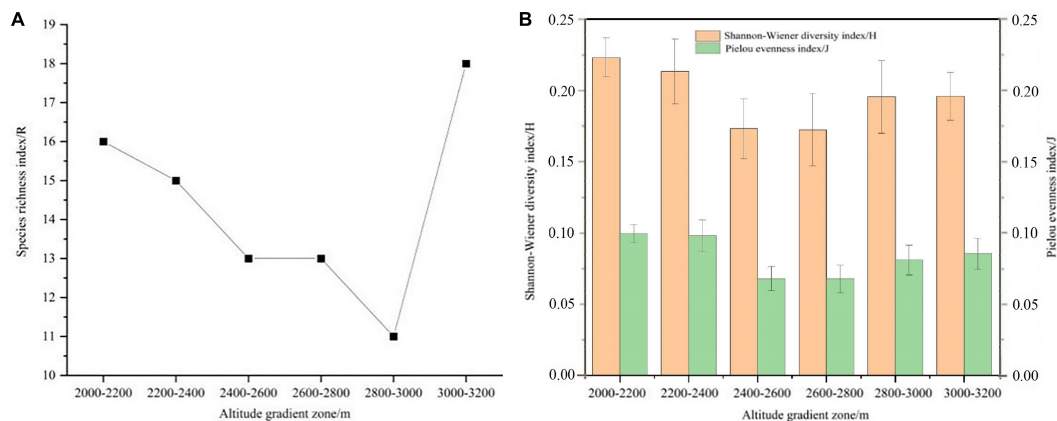 A
Species richness index/R
19
18
17
16
15
14
13
12
11
10
2000-2200 2200-2400 2400-2600 2600-2800 2800-3000 3000-3200
Altitude gradient zone/m
B
Shannon-Wiener diversity index/H
Pielou evenness index/J
Shannon-Wiener diversity index/H
0.25
0.20
0.15
0.10
0.05
0.00
2000-2200 2200-2400 2400-2600 2600-2800 2800-3000 3000-3200
Altitude gradient zone/m
0.25
0.20
0.15
0.10
0.05
0.00
Pielou evenness index/J